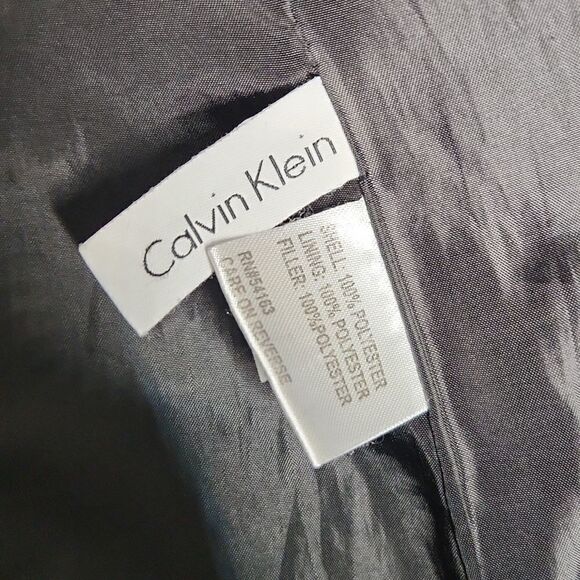 Calvin Klein
SHELL: 100% POLYESTER
LINING: 100% POLYESTER
FILLER: 100%POLYESTER
RN#54163
CARE ON REVERSE